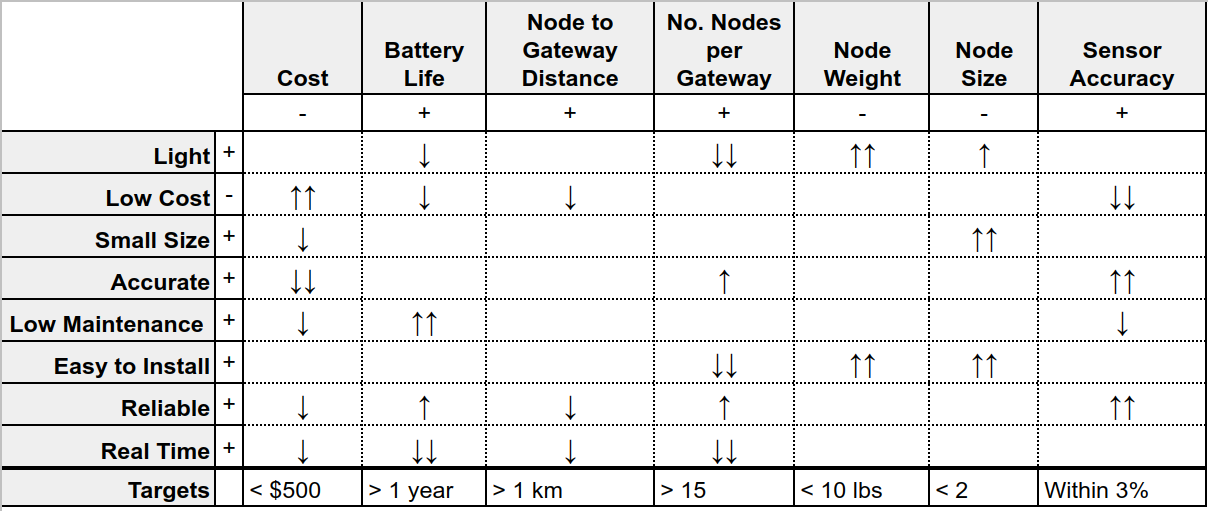 Cost Battery Life Node to Gateway Distance No. Nodes per Gateway Node Weight Node Size Sensor Accuracy
- + + + - - +
Light + ↓ ↓↓ ↑↑ ↑
Low Cost - ↑↑ ↓ ↓ ↓↓
Small Size + ↓ ↑↑
Accurate + ↓↓ ↑ ↑↑
Low Maintenance + ↓ ↑↑ ↓
Easy to Install + ↓↓ ↑↑ ↑↑
Reliable + ↓ ↑ ↓ ↑ ↑↑
Real Time + ↓ ↓↓ ↓ ↓↓
Targets < $500 > 1 year > 1 km > 15 < 10 lbs < 2 Within 3%